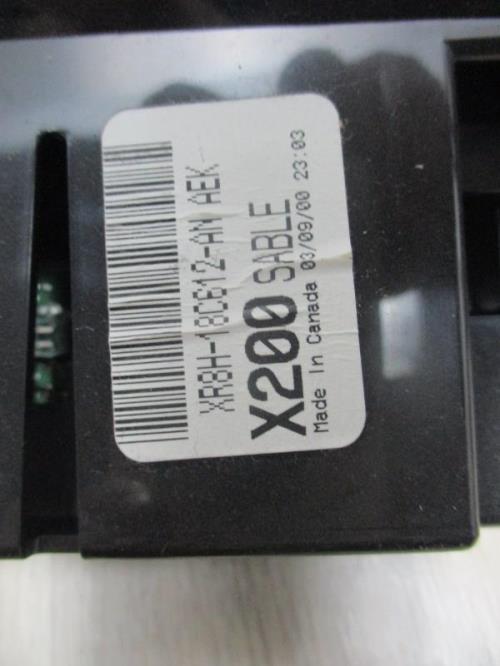 XR8H-18C612-AN AEK
X200 SABLE
Made In Canada 03/09/00 23:03